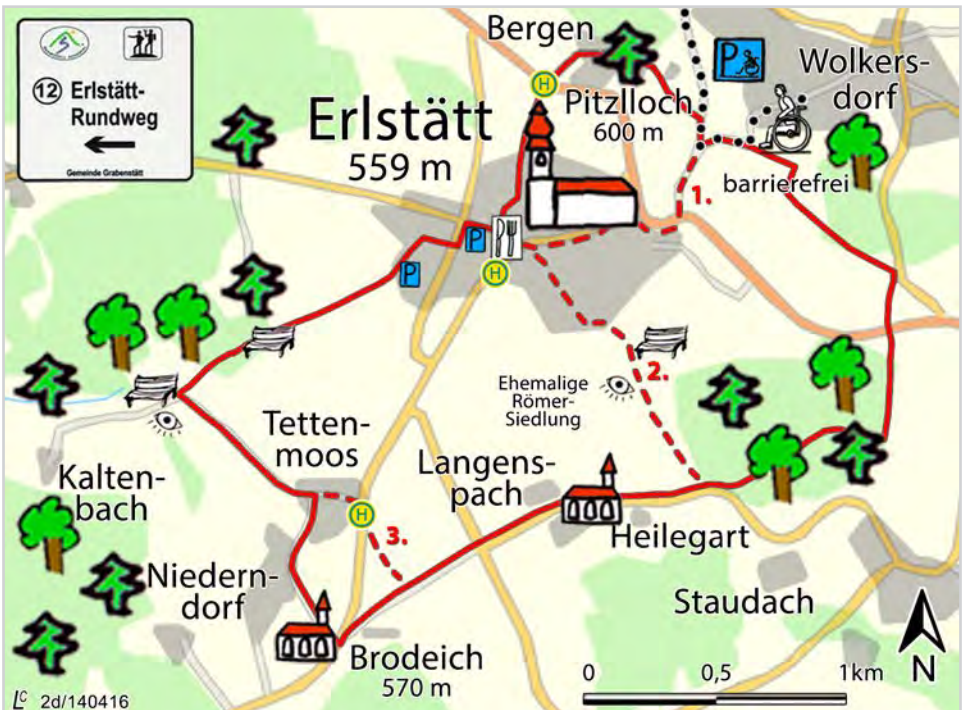 12 Erlstätt-
Rundweg
Gemeinde Grabenstätt
Bergen
H
P
Wolkers-
dorf
Pitzlloch
600 m
Erlstätt
559 m
1.
barrierefrei
P
P
H
2.
Ehemalige
Römer-
Siedlung
Tetten-
moos
Langens-
pach
Kalten-
bach
H
3.
Heilegart
Niedern-
dorf
Staudach
Brodeich
570 m
0 0,5 1km
N
LC 2d/140416